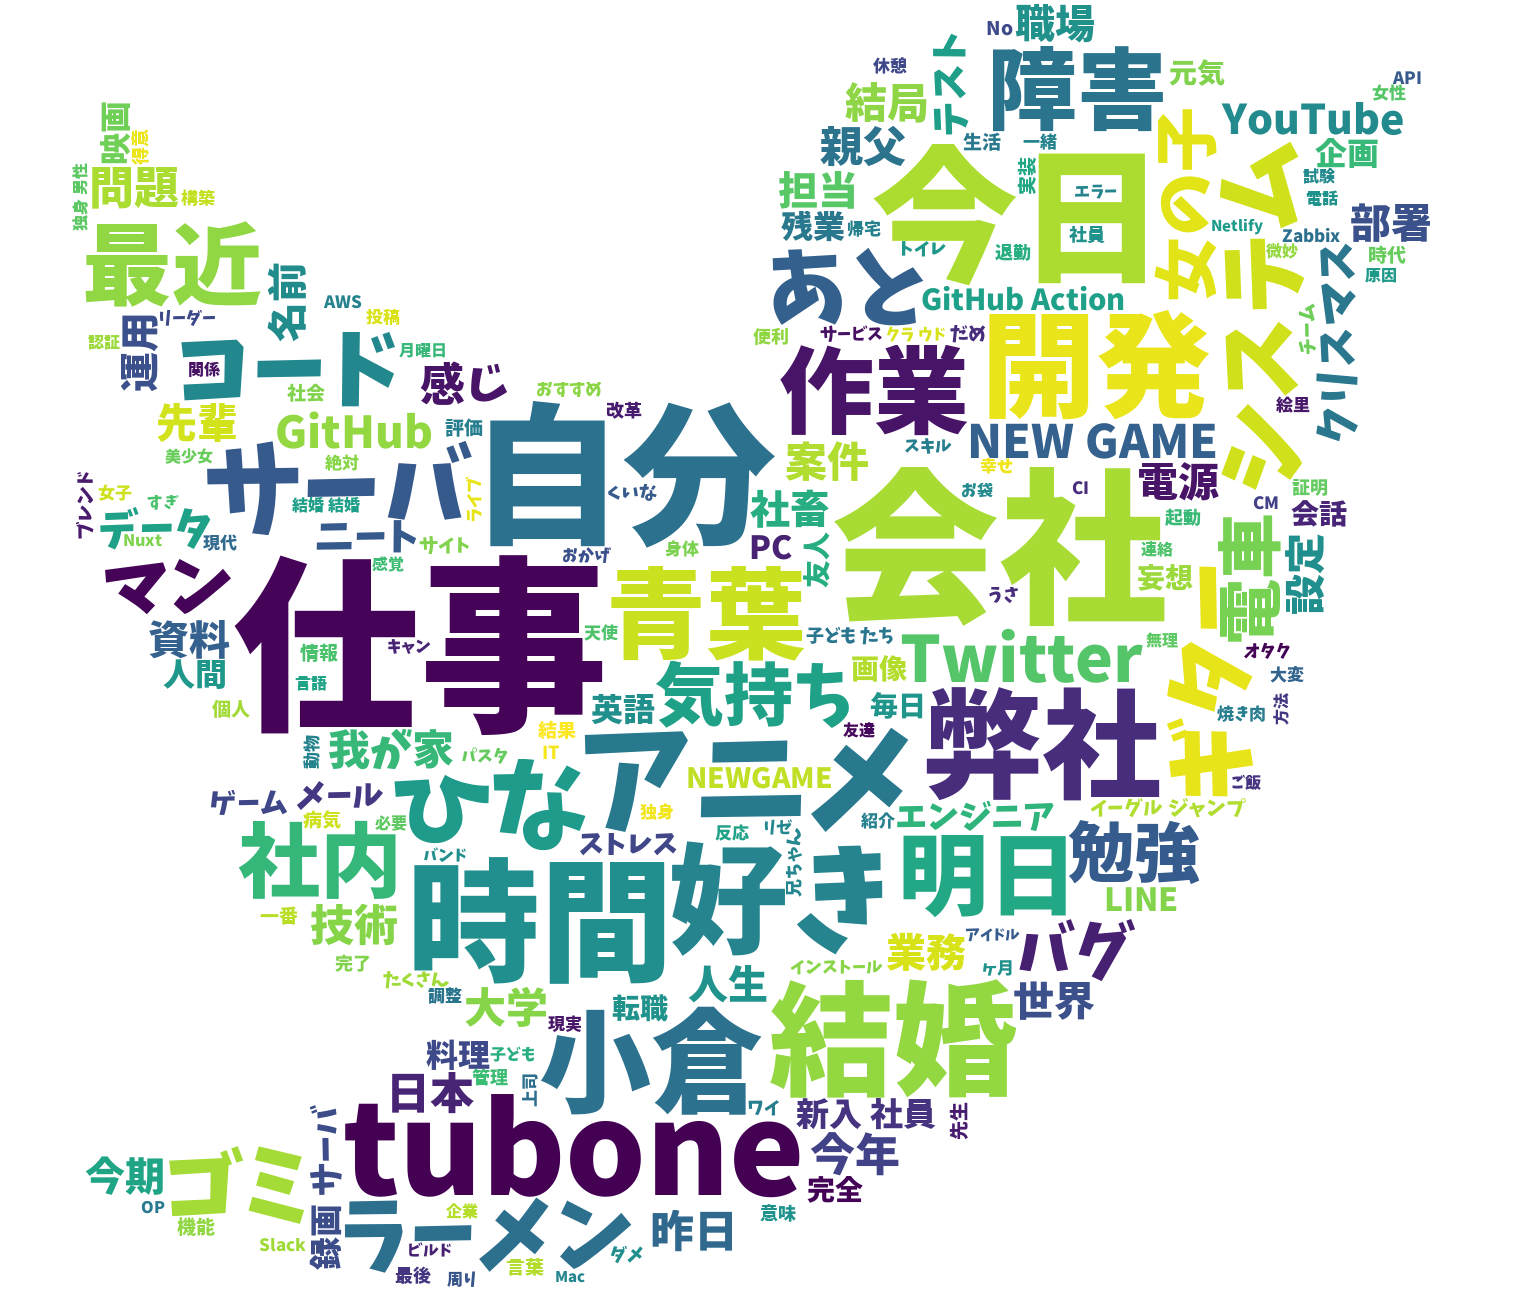 No
職場
休憩
テスト
障害
元気
API
女性
結局
YouTube
映画
得意
親父
生活
一緒
女の子
企画
独身 男性
問題
構築
担当
今日
実装
エラー
システム
試験
電話
残業
帰宅
トイレ
退勤
社員
Netlify
Zabbix
部署
微妙
時代
原因
最近
名前
あと
GitHub Action
クリスマス
AWS
リーダー
投稿
運用
認証
コード
月曜日
便利
サービス
クラウド
だめ
開発
チーム
関係
社会
感じ
おすすめ
改革
作業
絵里
先輩
GitHub
評価
自分
NEW GAME
スキル
案件
美少女
絶対
サーバ
ライブ
くいな
幸せ
電源
ブレンド
女子
すぎ
結婚 結婚
社畜
会社
お袋
CI
CM
証明
会話
データ
Nuxt
現代
ニート
サイト
感覚
おかげ
身体
PC
友人
起動
連絡
電車
設定
マン
仕事
青葉
妄想
うさ
資料
人間
情報
言語
キャン
天使
子ども たち
Twitter
無理
ギター
オタク
大変
個人
英語
気持ち
画像
毎日
弊社
焼き肉
方法
動物
我が家
パスタ
結果
IT
アニメ
友達
NEWGAME
ご飯
ゲーム
メール
病気
必要
ひな
独身
反応
リゼ
紹介
エンジニア
イーグル ジャンプ
社内
バンド
ストレス
兄ちゃん
明日
勉強
時間
好き
LINE
一番
技術
完了
たくさん
業務
アイドル
バグ
インストール
ヶ月
調整
大学
転職
人生
結婚
世界
現実
小倉
料理
子ども
管理
日本
上司
ワイ
新入 社員
先生
サーバ
tubone
今年
今期
ゴミ
完全
OP
機能
Slack
録画
ラーメン
企業
ビルド
最後
周り
言葉
Mac
ダメ
昨日
意味